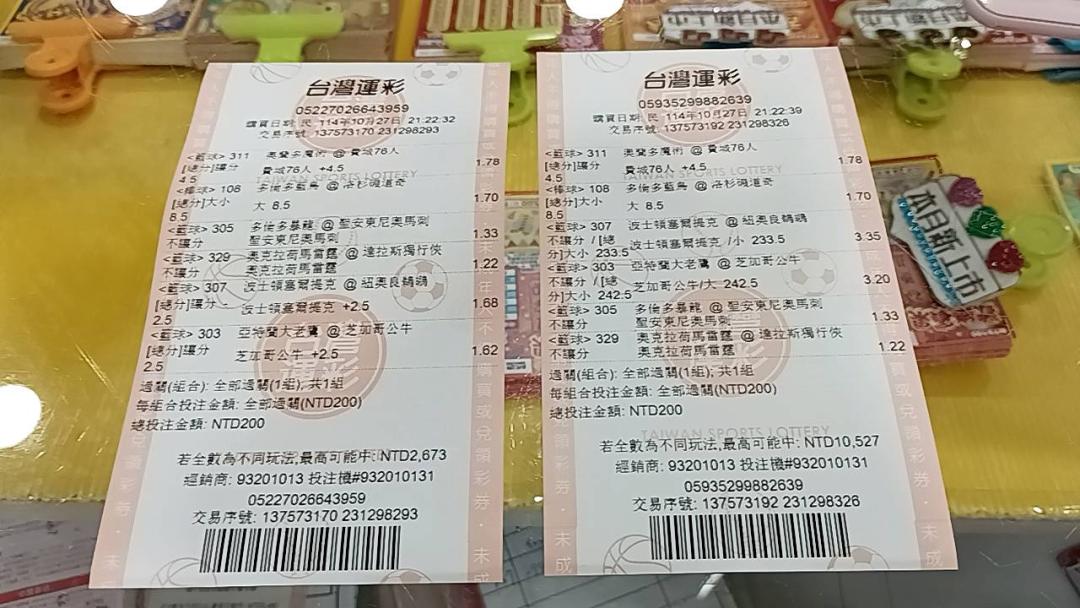 台灣運彩
05227026643959
購買日期: 民 114年10月27日 21:22:32
交易序號: 137573170 231298293
<籃球> 311 奧蘭多魔術 @ 費城76人
[總分]讓分 費城76人 +4.5 1.78
4.5
<棒球> 108 多倫多藍鳥 @ 洛杉磯道奇
[總分]大小 大 8.5 1.70
8.5
<籃球> 305 多倫多暴龍 @ 聖安東尼奧馬刺
不讓分 聖安東尼奧馬刺 1.33
<籃球> 329 奧克拉荷馬雷霆 @ 達拉斯獨行俠
不讓分 奧克拉荷馬雷霆 1.22
<籃球> 307 波士頓塞爾提克 @ 紐奧良鵜鶘
[總分]讓分 波士頓塞爾提克 +2.5 1.68
2.5
<籃球> 303 亞特蘭大老鷹 @ 芝加哥公牛
[總分]讓分 芝加哥公牛 +2.5 1.62
2.5
過關(組合): 全部過關(1組), 共1組
每組合投注金額: 全部過關(NTD200)
總投注金額: NTD200
若全數為不同玩法,最高可能中: NTD2,673
經銷商: 93201013 投注機#932010131
05227026643959
交易序號: 137573170 231298293
台灣運彩
05935299882639
購買日期: 民 114年10月27日 21:22:39
交易序號: 137573192 231298326
<籃球> 311 奧蘭多魔術 @ 費城76人
[總分]讓分 費城76人 +4.5 1.78
4.5
<棒球> 108 多倫多藍鳥 @ 洛杉磯道奇
[總分]大小 大 8.5 1.70
8.5
<籃球> 307 波士頓塞爾提克 @ 紐奧良鵜鶘
不讓分 / [總 波士頓塞爾提克 /小 233.5 3.35
分]大小 233.5
<籃球> 303 亞特蘭大老鷹 @ 芝加哥公牛
不讓分 / [總 芝加哥公牛/大 242.5 3.20
分]大小 242.5
<籃球> 305 多倫多暴龍 @ 聖安東尼奧馬刺
不讓分 聖安東尼奧馬刺 1.33
<籃球> 329 奧克拉荷馬雷霆 @ 達拉斯獨行俠
不讓分 奧克拉荷馬雷霆 1.22
過關(組合): 全部過關(1組), 共1組
每組合投注金額: 全部過關(NTD200)
總投注金額: NTD200
TAIWAN SPORTS LOTTERY
若全數為不同玩法,最高可能中: NTD10,527
經銷商: 93201013 投注機#932010131
05935299882639
交易序號: 137573192 231298326
本月新上市